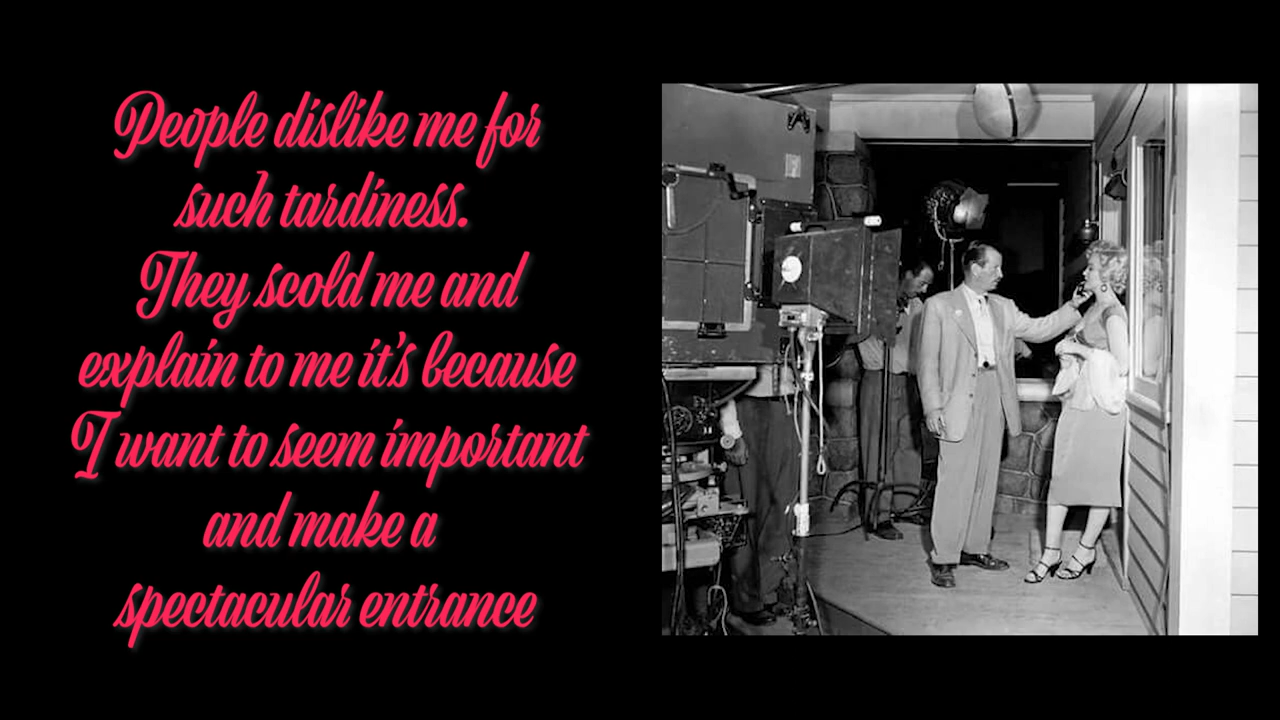 People dislike me for
such tardiness.
They scold me and
explain to me it's because
I want to seem important
and make a
spectacular entrance